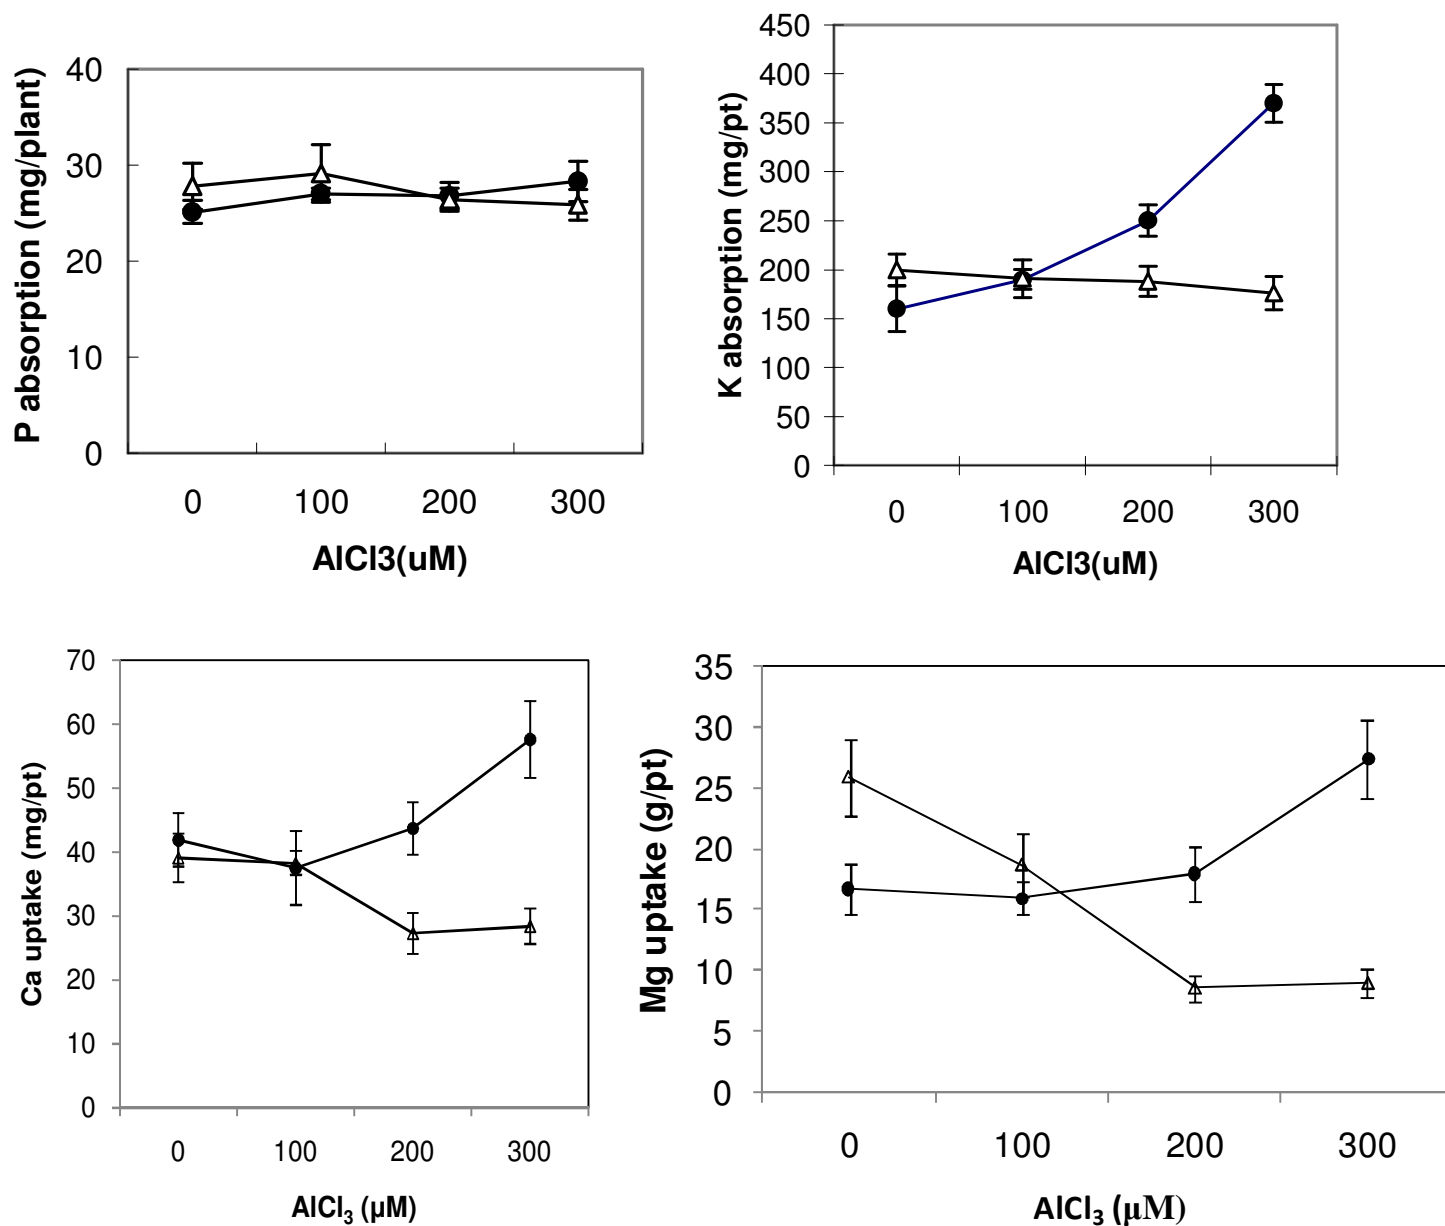 P absorption (mg/plant)
40
30
20
10
0
0 100 200 300
AlCl3(uM)
K absorption (mg/pt)
450
400
350
300
250
200
150
100
50
0
0 100 200 300
AlCl3(uM)
Ca uptake (mg/pt)
70
60
50
40
30
20
10
0
0 100 200 300
AlCl₃ (µM)
Mg uptake (g/pt)
35
30
25
20
15
10
5
0
0 100 200 300
AlCl₃ (µM)